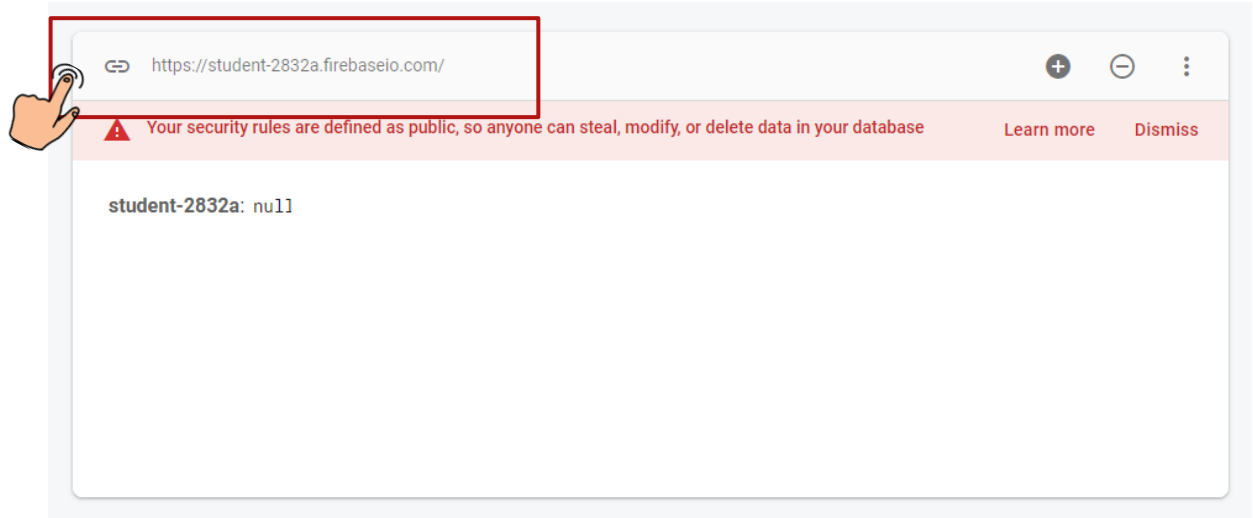 https://student-2832a.firebaseio.com/
Your security rules are defined as public, so anyone can steal, modify, or delete data in your database Learn more Dismiss
student-2832a: null